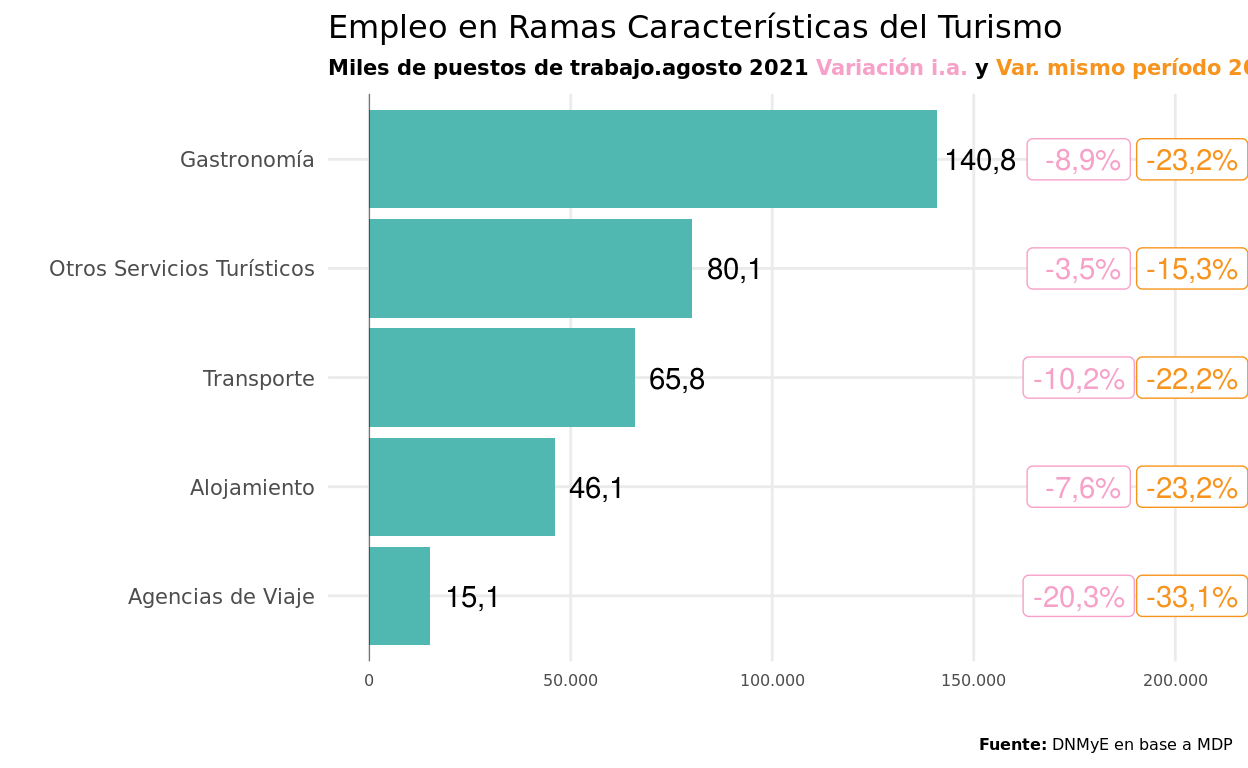 Empleo en Ramas Características del Turismo
Miles de puestos de trabajo.agosto 2021 Variación i.a. y Var. mismo período
Gastronomía 140,8 -8,9% -23,2%
Otros Servicios Turísticos 80,1 -3,5% -15,3%
Transporte 65,8 -10,2% -22,2%
Alojamiento 46,1 -7,6% -23,2%
Agencias de Viaje 15,1 -20,3% -33,1%
0 50.000 100.000 150.000 200.000
Fuente: DNMyE en base a MDP